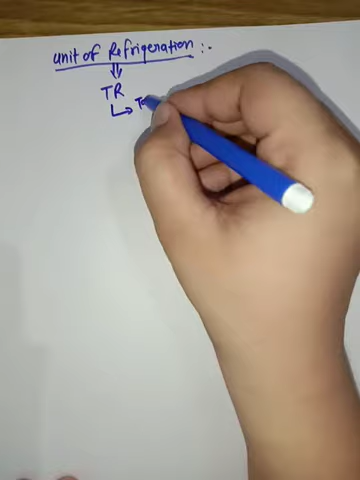 unit of Refrigeration :-
⇓
TR
↳